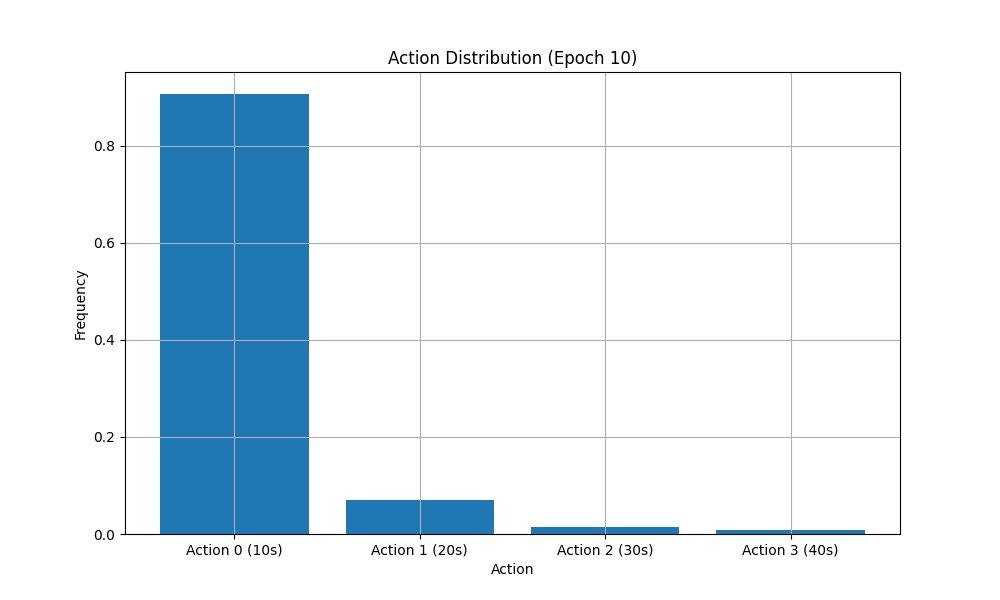 Action Distribution (Epoch 10)
Frequency
0.8
0.6
0.4
0.2
0.0
Action 0 (10s) Action 1 (20s) Action 2 (30s) Action 3 (40s)
Action